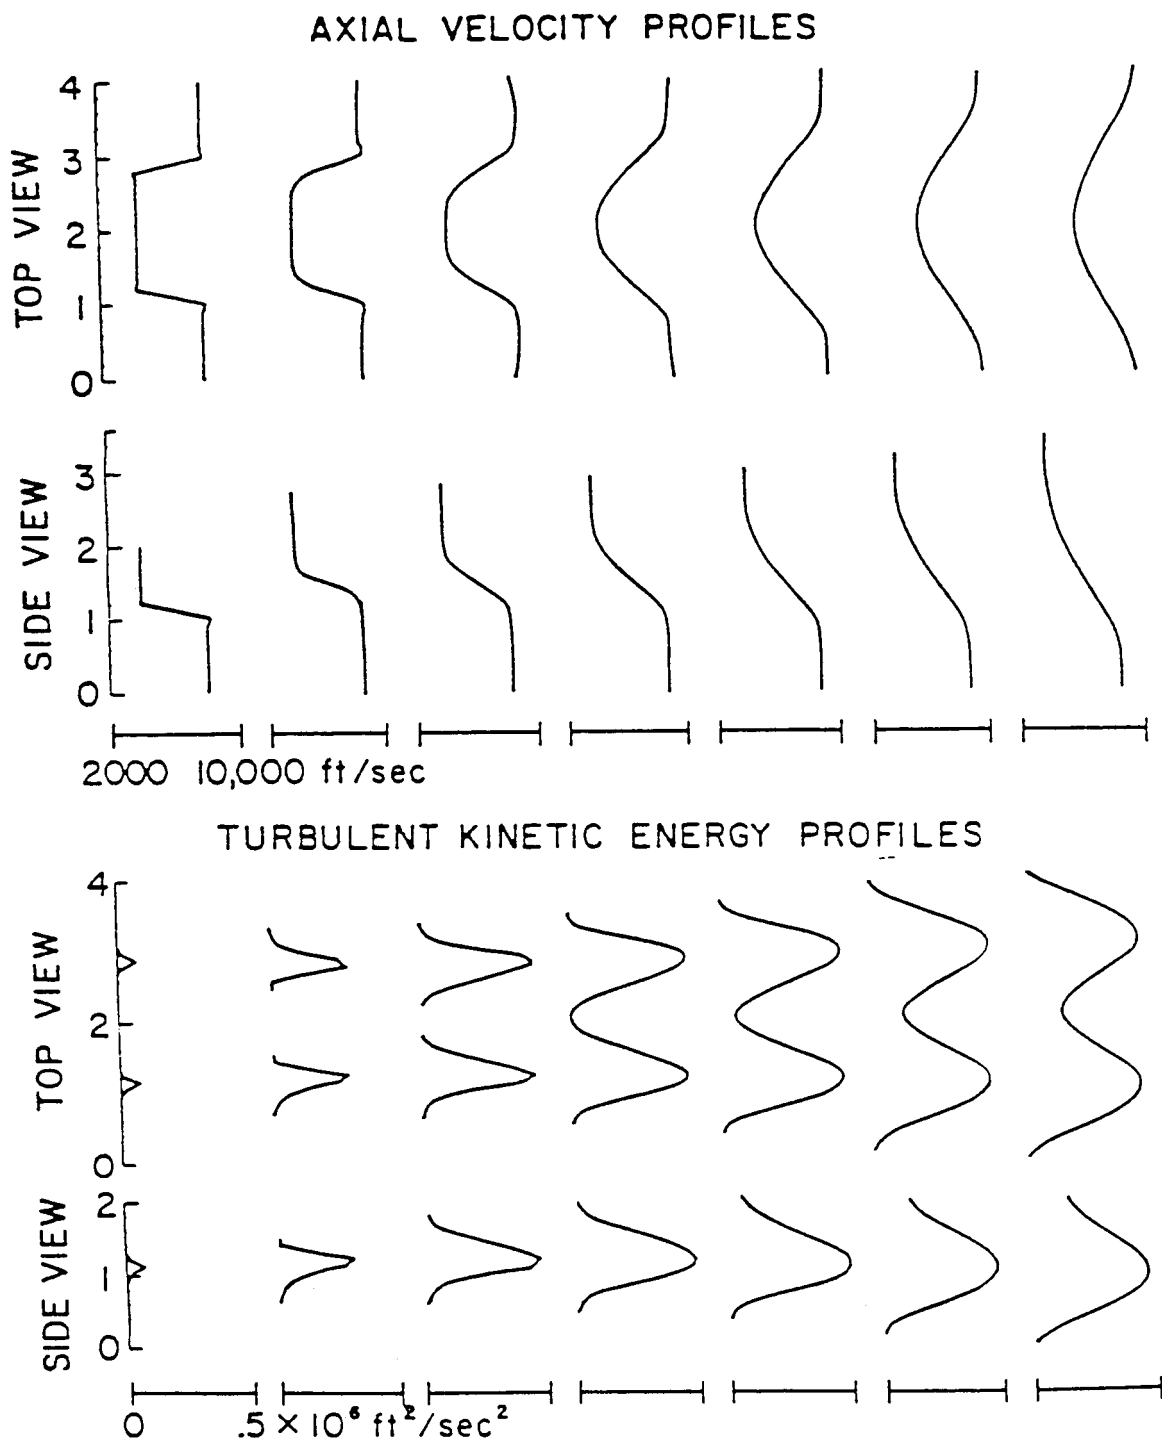 AXIAL VELOCITY PROFILES
TOP VIEW
4
3
2
1
0
SIDE VIEW
3
2
1
0
2000 10,000 ft/sec
TURBULENT KINETIC ENERGY PROFILES
TOP VIEW
4
2
0
SIDE VIEW
2
1
0
0 .5 × 10⁶ ft²/sec²